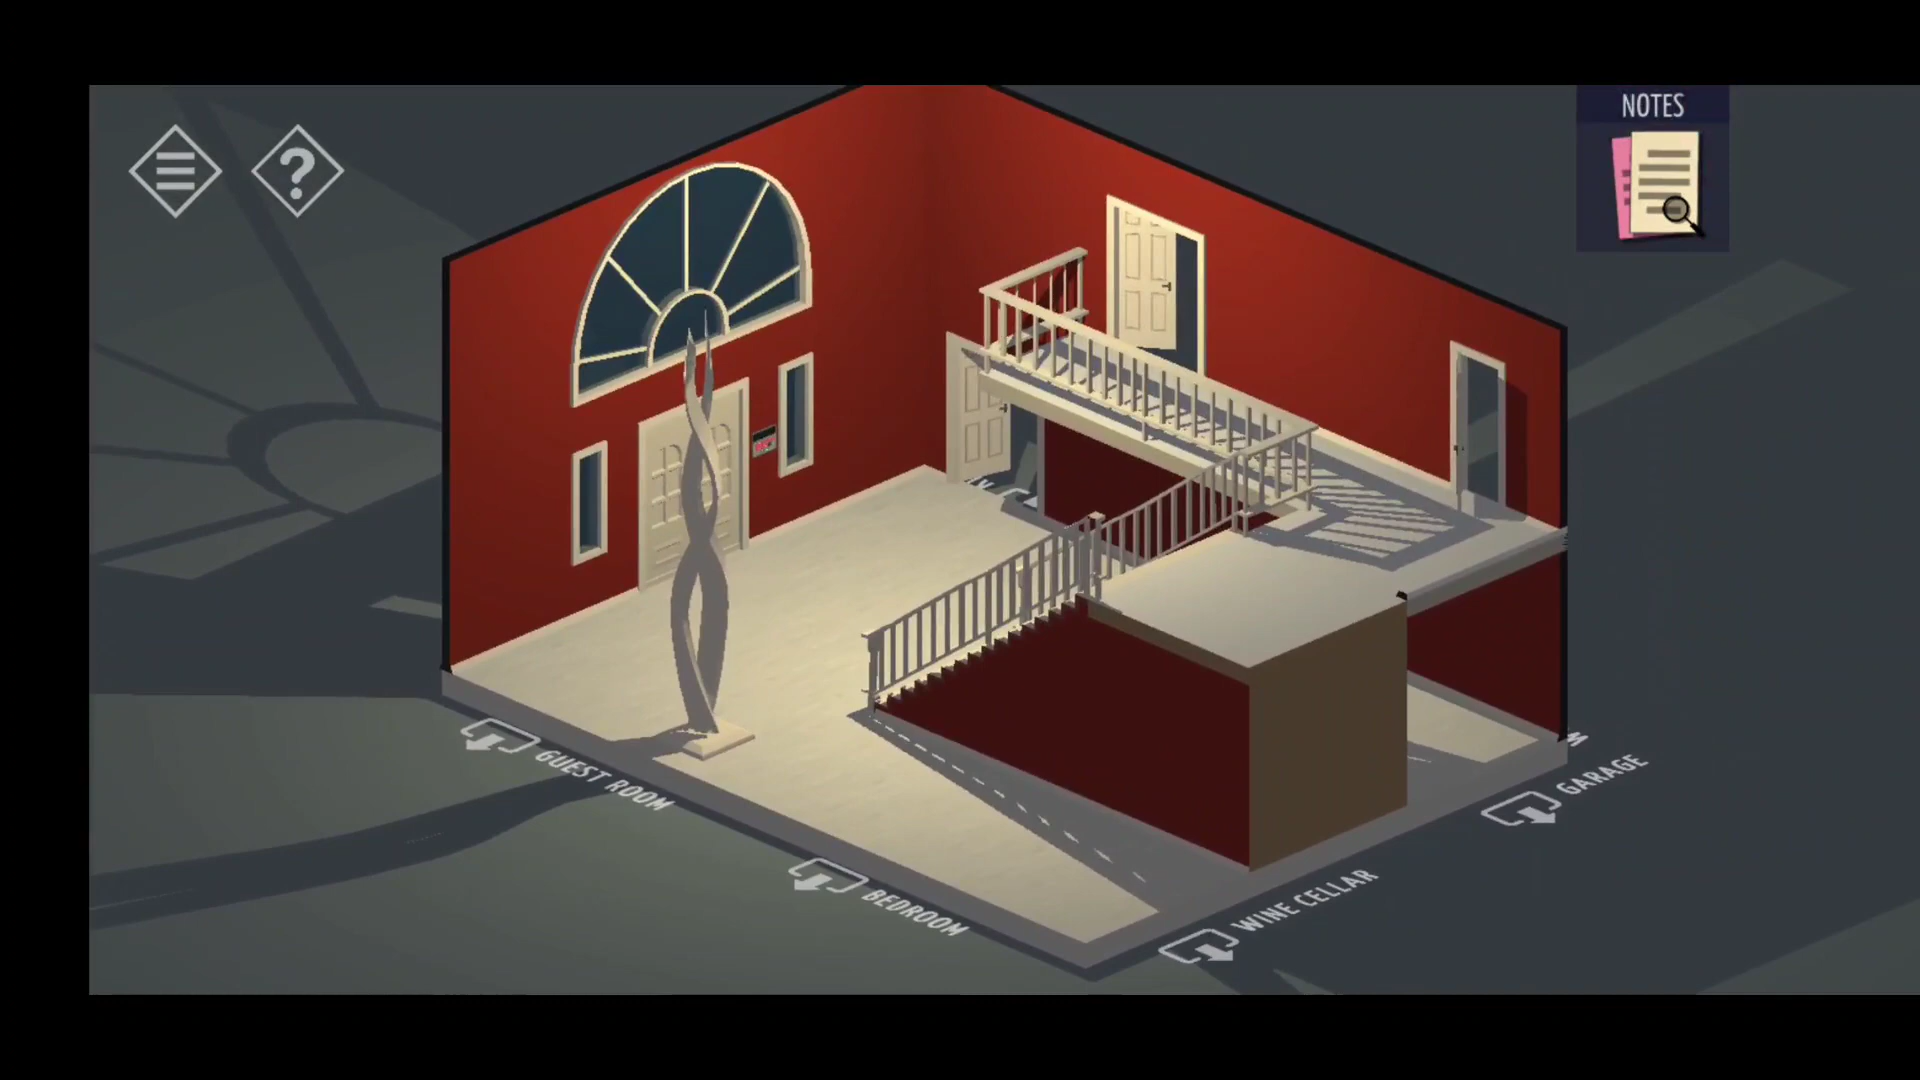 NOTES
GUEST ROOM
BEDROOM
WINE CELLAR
GARAGE